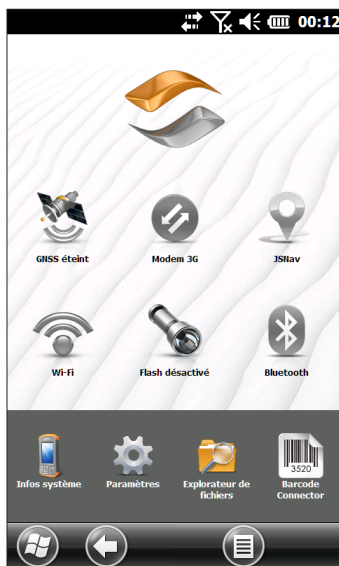 00:12
GNSS éteint
Modem 3G
JSNav
Wi-Fi
Flash désactivé
Bluetooth
3520
Infos système
Paramètres
Explorateur de
fichiers
Barcode
Connector